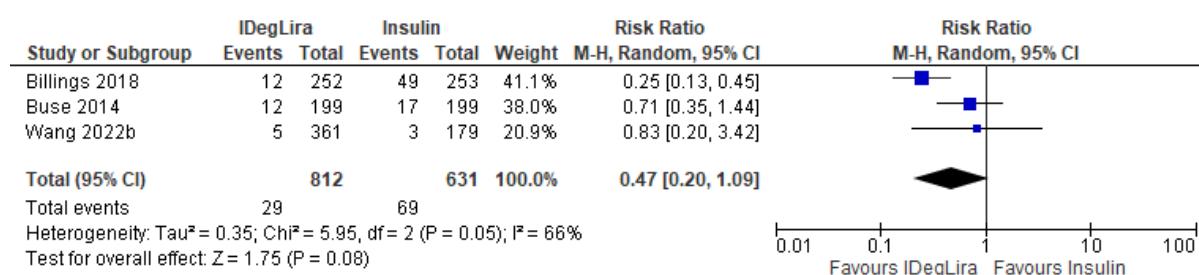 IDegLira Insulin Risk Ratio Risk Ratio
Study or Subgroup Events Total Events Total Weight M-H, Random, 95% CI M-H, Random, 95% CI
Billings 2018 12 252 49 253 41.1% 0.25 [0.13, 0.45]
Buse 2014 12 199 17 199 38.0% 0.71 [0.35, 1.44]
Wang 2022b 5 361 3 179 20.9% 0.83 [0.20, 3.42]
Total (95% CI) 812 631 100.0% 0.47 [0.20, 1.09]
Total events 29 69
Heterogeneity: Tau² = 0.35; Chi² = 5.95, df = 2 (P = 0.05); I² = 66%
Test for overall effect: Z = 1.75 (P = 0.08)
0.01 0.1 1 10 100
Favours IDegLira Favours Insulin